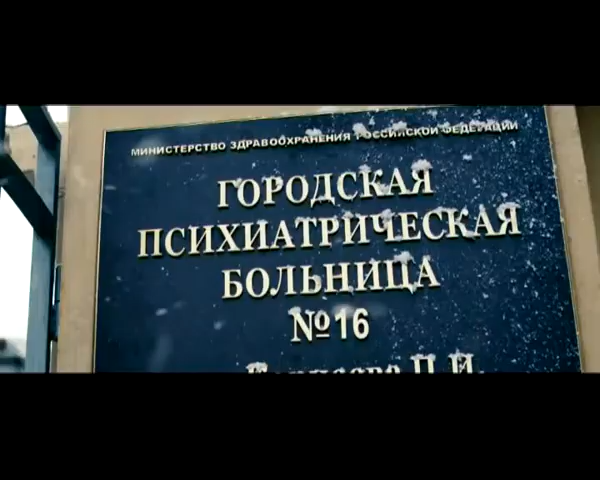 МИНИСТЕРСТВО ЗДРАВООХРАНЕНИЯ РОССИЙСКОЙ ФЕДЕРАЦИИ
ГОРОДСКАЯ
ПСИХИАТРИЧЕСКАЯ
БОЛЬНИЦА
№16
П.И.